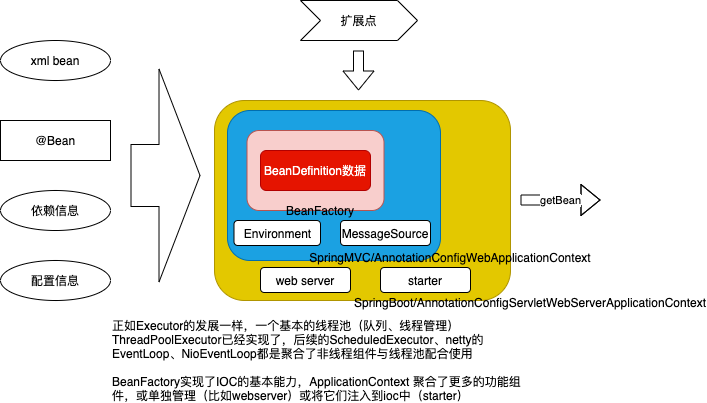 扩展点
xml bean
@Bean
依赖信息
配置信息
BeanDefinition数据
BeanFactory
Environment
MessageSource
SpringMVC/AnnotationConfigWebApplicationContext
web server
starter
SpringBoot/AnnotationConfigServletWebServerApplicationContext
getBean
正如Executor的发展一样，一个基本的线程池（队列、线程管理）
ThreadPoolExecutor已经实现了，后续的ScheduledExecutor、netty的
EventLoop、NioEventLoop都是聚合了非线程组件与线程池配合使用
BeanFactory实现了IOC的基本能力，ApplicationContext 聚合了更多的功能组
件，或单独管理（比如webserver）或将它们注入到ioc中（starter）